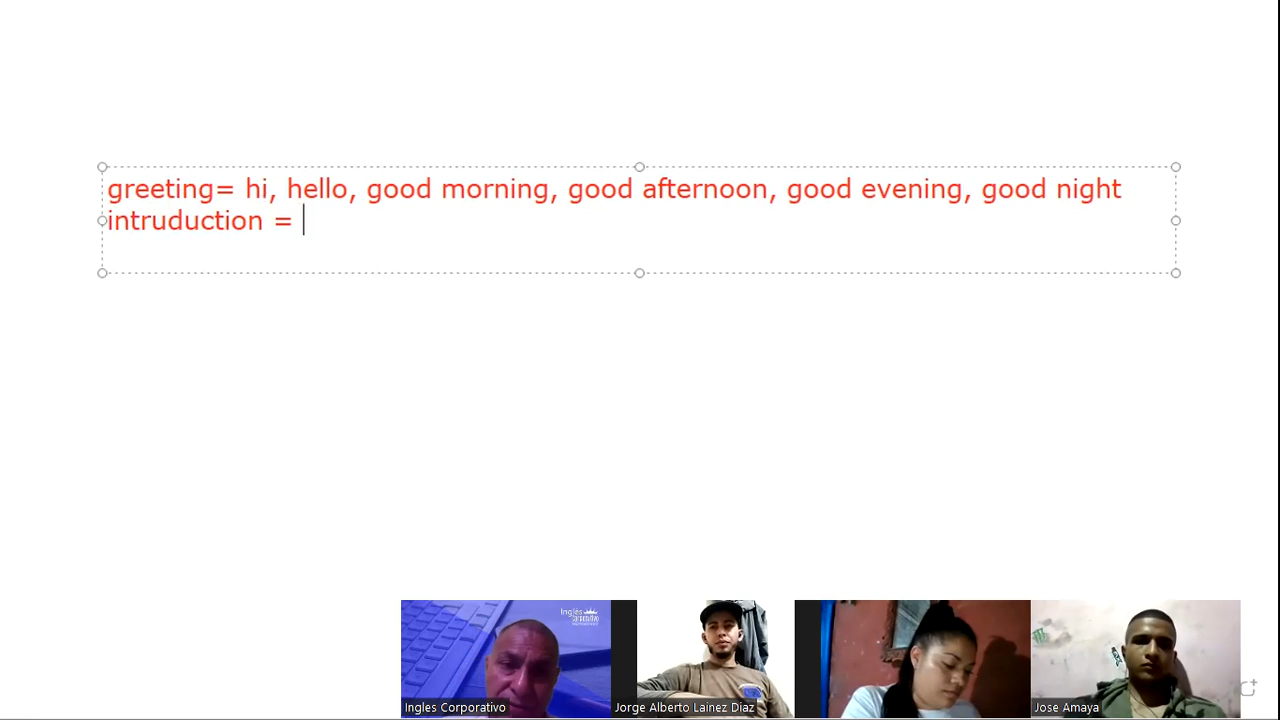 greeting= hi, hello, good morning, good afternoon, good evening, good night
intruduction =
Ingles Corporativo
Jorge Alberto Lainez Diaz
Jose Amaya